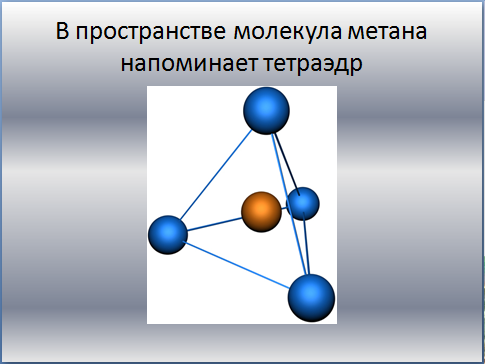 В пространстве молекула метана
напоминает тетраэдр